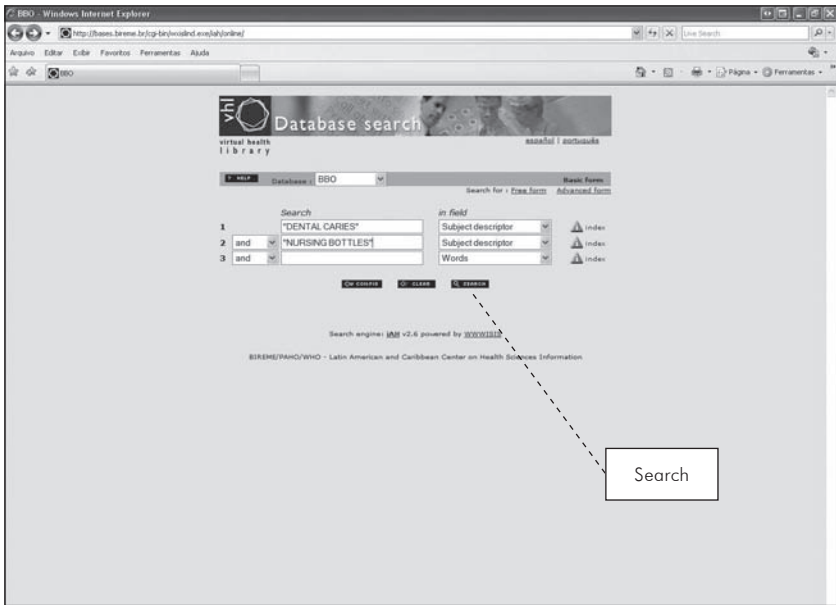 BBO - Windows Internet Explorer
http://bases.bireme.br/cgi-bin/wxislind.exe/iah/online/
Live Search
Arquivo Editar Exibir Favoritos Ferramentas Ajuda
BBO
Página Ferramentas
vhl
Database search
virtual health
library
español | português
? HELP Database : BBO Basic Form
Search for : Free form Advanced form
Search in field
1 "DENTAL CARIES" Subject descriptor index
2 and "NURSING BOTTLES" Subject descriptor index
3 and Words index
CONFIG CLEAR SEARCH
Search engine: iAH v2.6 powered by WWWISIS
BIREME/PAHO/WHO - Latin American and Caribbean Center on Health Sciences Information
Search